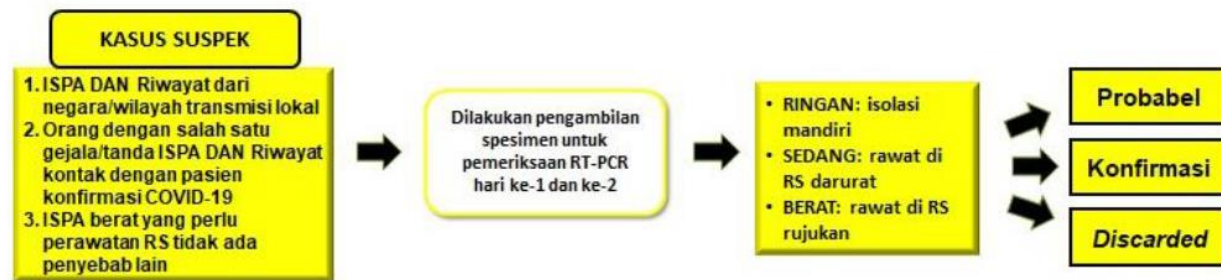 KASUS SUSPEK
1. ISPA DAN Riwayat dari
negara/wilayah transmisi lokal
2. Orang dengan salah satu
gejala/tanda ISPA DAN Riwayat
kontak dengan pasien
konfirmasi COVID-19
3. ISPA berat yang perlu
perawatan RS tidak ada
penyebab lain
Dilakukan pengambilan
spesimen untuk
pemeriksaan RT-PCR
hari ke-1 dan ke-2
• RINGAN: isolasi
mandiri
• SEDANG: rawat di
RS darurat
• BERAT: rawat di RS
rujukan
Probabel
Konfirmasi
Discarded